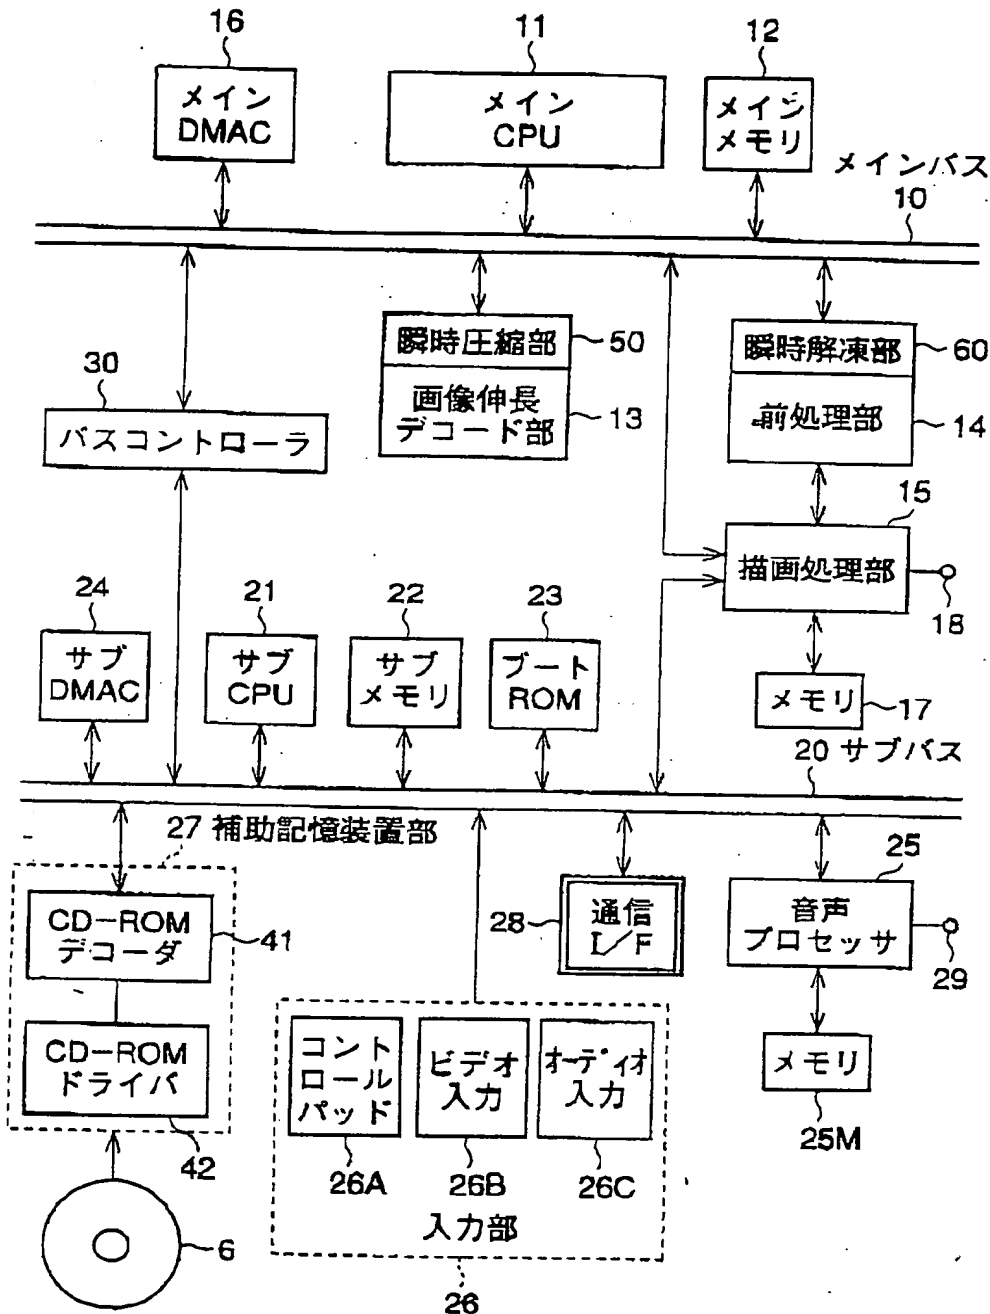 16
11
12
メイン
DMAC
メイン
CPU
メイン
メモリ
メインバス
10
瞬時圧縮部
50
瞬時解凍部
60
30
画像伸長
デコード部
13
前処理部
14
バスコントローラ
15
描画処理部
18
24
21
22
23
サブ
DMAC
サブ
CPU
サブ
メモリ
ブート
ROM
メモリ
17
20 サブバス
27 補助記憶装置部
25
CD-ROM
デコーダ
41
28
通信
I/F
音声
プロセッサ
29
CD-ROM
ドライバ
42
コント
ロール
パッド
ビデオ
入力
オーディオ
入力
メモリ
25M
26A
26B
26C
入力部
6
26